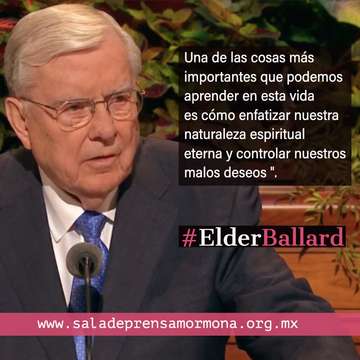 Una de las cosas más
importantes que podemos
aprender en esta vida
es cómo enfatizar nuestra
naturaleza espiritual
eterna y controlar nuestros
malos deseos ".
#ElderBallard
www.saladeprensamormona.org.mx